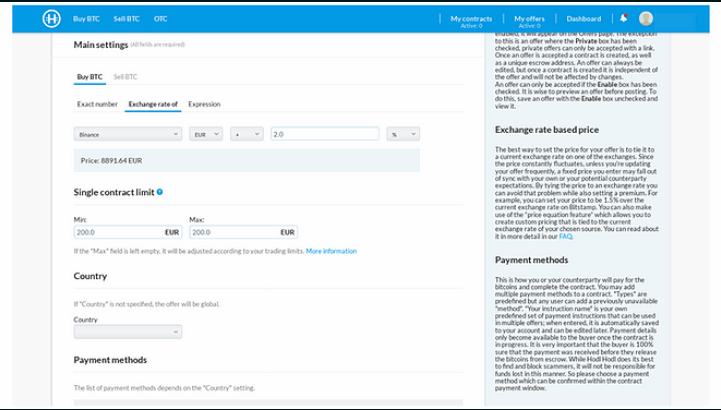 H Buy BTC Sell BTC OTC My contracts My offers Dashboard
Active: 0 Active: 0
Main settings (All fields are required)
Buy BTC Sell BTC
Exact number Exchange rate of Expression
Binance EUR + 2.0 %
Price: 8891.64 EUR
Single contract limit ?
Min: Max:
200.0 EUR 200.0 EUR
If the "Max" field is left empty, it will be adjusted according to your trading limits. More information
Country
If "Country" is not specified, the offer will be global.
Country
Payment methods
The list of payment methods depends on the "Country" setting.
enabled, it will appear on the Offers page. The exception
to this is an offer where the Private box has been
checked, private offers can only be accepted with a link.
Once an offer is accepted a contract is created, as well
as a unique escrow address. An offer can always be
edited, but once a contract is created it is independent of
the offer and will not be affected by changes.
An offer can only be accepted if the Enable box has been
checked. It is wise to preview an offer before posting. To
do this, save an offer with the Enable box unchecked and
view it.
Exchange rate based price
The best way to set the price for your offer is to tie it to
a current exchange rate on one of the exchanges. Since
the price constantly fluctuates, unless you're updating
your offer frequently, a fixed price you enter may fall out
of sync with your own or your potential counterparty
expectations. By tying the price to an exchange rate you
can avoid that problem while also setting a premium. For
example, you can set your price to be 1.5% over the
current exchange rate on Bitstamp. You can also make
use of the "price equation feature" which allows you to
create custom pricing that is tied to the current
exchange rate of your chosen source. You can read about
it in more detail in our FAQ.
Payment methods
This is how you or your counterparty will pay for the
bitcoins and complete the contract. You may add
multiple payment methods to a contract. "Types" are
predefined but any user can add a previously unavailable
"method". "Your instruction name" is your own
predefined set of payment instructions that can be used
in multiple offers; when entered, it is automatically saved
to your account and can be edited later. Payment details
only become available to the buyer once the contract is
in progress. It is very important that the buyer is 100%
sure that the payment was received before they release
the bitcoins from escrow. While Hodl Hodl does its best
to find and block scammers, it will not be responsible for
funds lost in this manner. So please choose a payment
method which can be confirmed within the contract
payment window.